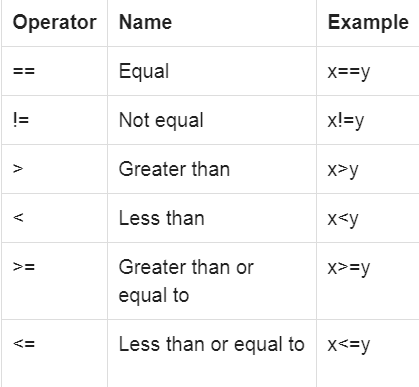 Operator Name Example
== Equal x==y
!= Not equal x!=y
> Greater than x>y
< Less than x<y
>= Greater than or x>=y
equal to
<= Less than or equal to x<=y